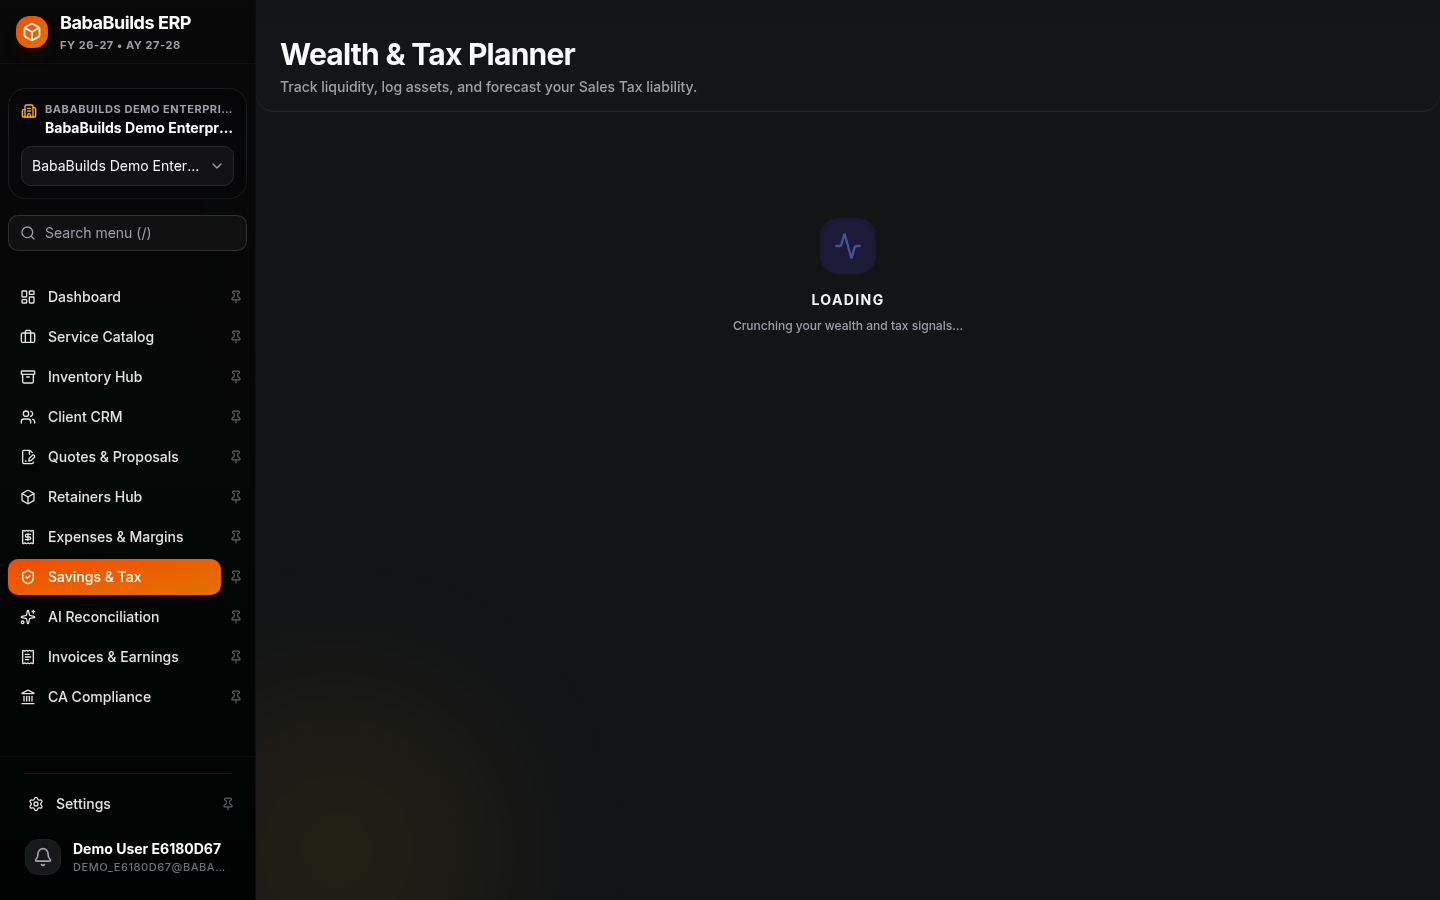 BabaBuilds ERP
FY 26-27 • AY 27-28
BABABUILDS DEMO ENTERPRI...
BabaBuilds Demo Enterpr...
BabaBuilds Demo Enter...
Search menu (/)
Dashboard
Service Catalog
Inventory Hub
Client CRM
Quotes & Proposals
Retainers Hub
Expenses & Margins
Savings & Tax
AI Reconciliation
Invoices & Earnings
CA Compliance
Settings
Demo User E6180D67
DEMO_E6180D67@BABA...
Wealth & Tax Planner
Track liquidity, log assets, and forecast your Sales Tax liability.
LOADING
Crunching your wealth and tax signals...